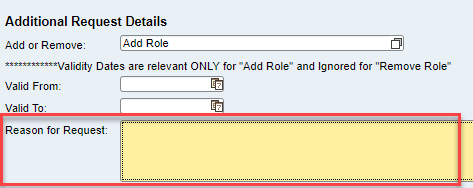 Additional Request Details
Add or Remove: Add Role
************Validity Dates are relevant ONLY for "Add Role" and Ignored for "Remove Role"
Valid From:
Valid To:
Reason for Request: